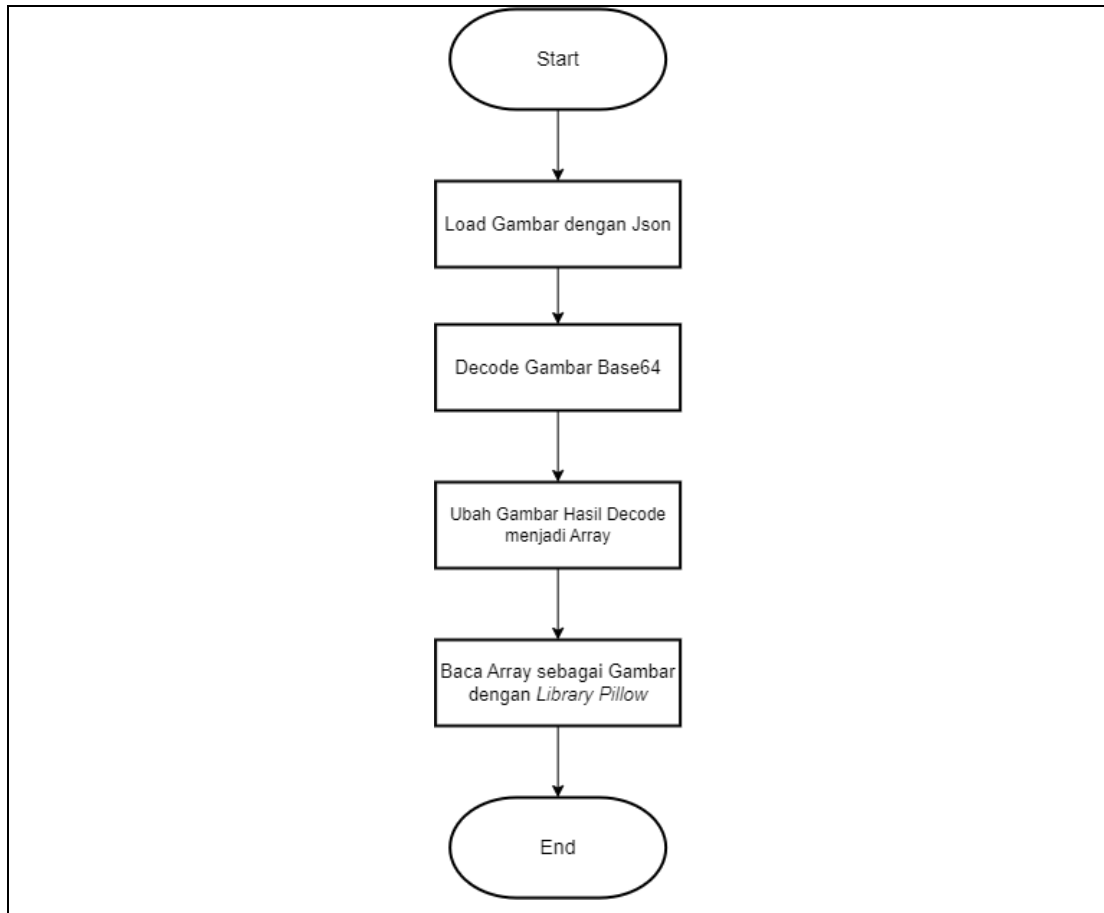 Start
Load Gambar dengan Json
Decode Gambar Base64
Ubah Gambar Hasil Decode
menjadi Array
Baca Array sebagai Gambar
dengan Library Pillow
End